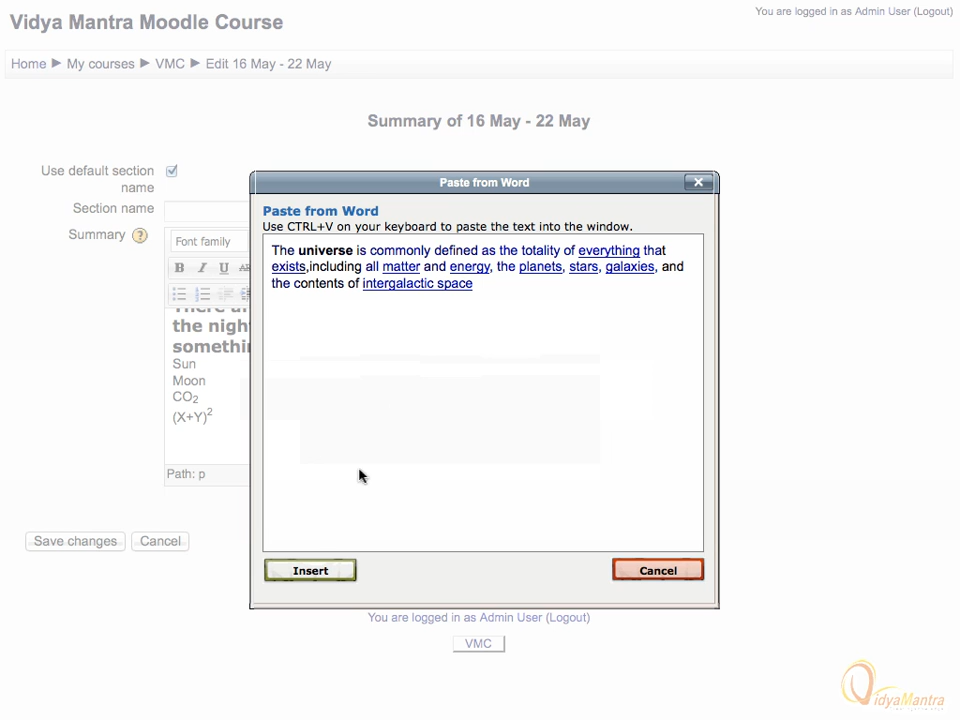 Vidya Mantra Moodle Course
You are logged in as Admin User (Logout)
Home ► My courses ► VMC ► Edit 16 May - 22 May
Summary of 16 May - 22 May
Use default section
name
Section name
Summary
Font family
B I U
the nigh
somethin
Sun
Moon
CO₂
(X+Y)²
Path: p
Save changes Cancel
Paste from Word
Paste from Word
Use CTRL+V on your keyboard to paste the text into the window.
The universe is commonly defined as the totality of everything that
exists,including all matter and energy, the planets, stars, galaxies, and
the contents of intergalactic space
Insert Cancel
You are logged in as Admin User (Logout)
VMC
VidyaMantra